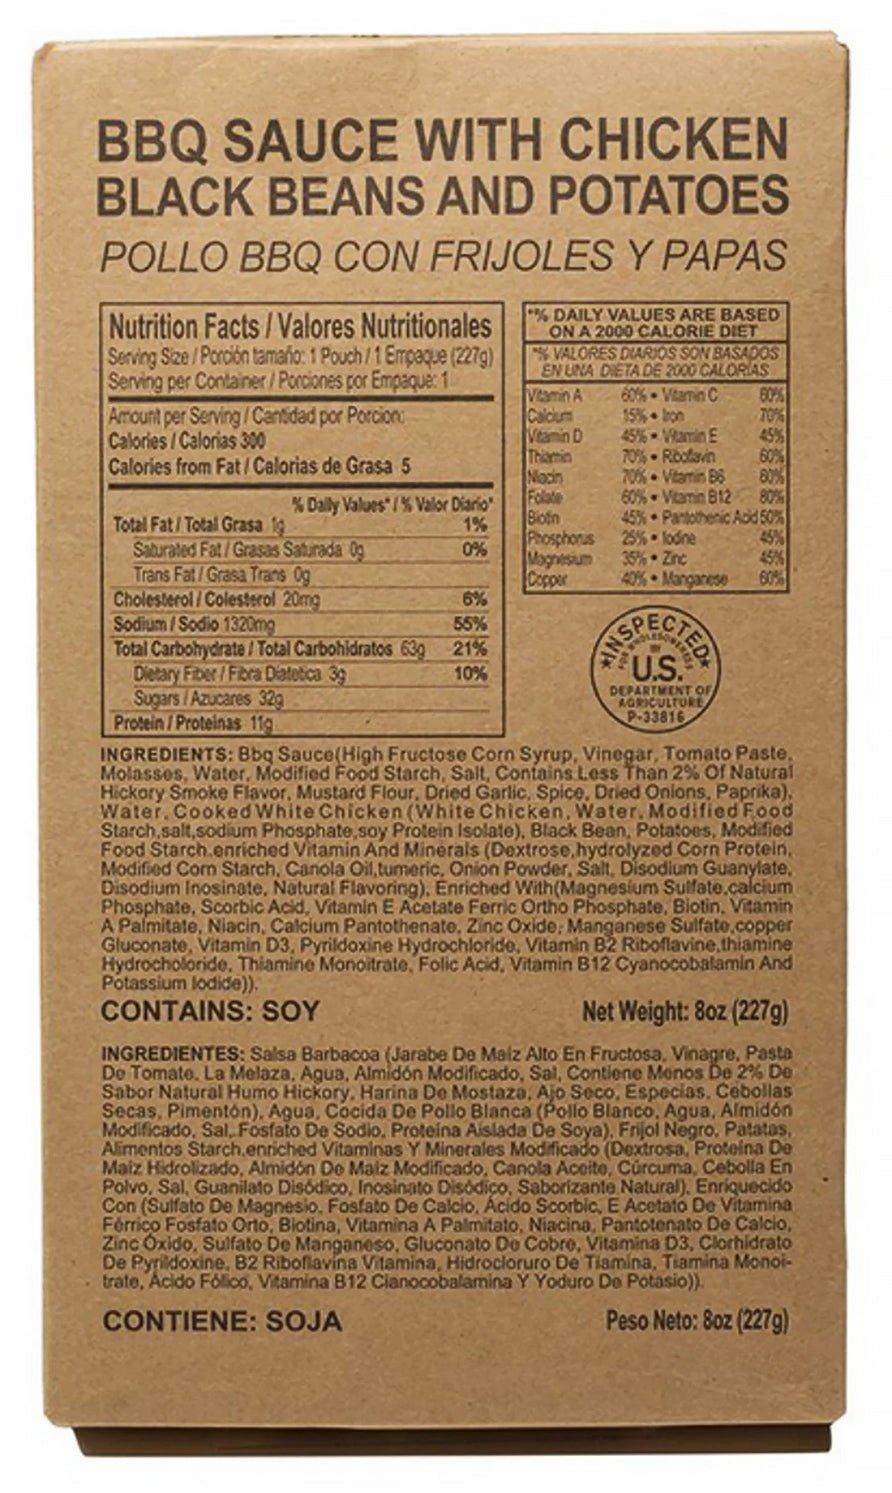 BBQ SAUCE WITH CHICKEN
BLACK BEANS AND POTATOES
POLLO BBQ CON FRIJOLES Y PAPAS
Nutrition Facts / Valores Nutritionales
Serving Size / Porción tamaño: 1 Pouch / 1 Empaque (227g)
Serving per Container / Porciones por Empaque: 1
Amount per Serving / Cantidad por Porcion:
Calories / Calorias 300
Calories from Fat / Calorias de Grasa 5
% Daily Values* / % Valor Diario*
Total Fat / Total Grasa 1g 1%
Saturated Fat / Grasas Saturada 0g 0%
Trans Fat / Grasa Trans 0g
Cholesterol / Colesterol 20mg 6%
Sodium / Sodio 1320mg 55%
Total Carbohydrate / Total Carbohidratos 63g 21%
Dietary Fiber / Fibra Diatetica 3g 10%
Sugars / Azucares 32g
Protein / Proteinas 11g
*% DAILY VALUES ARE BASED
ON A 2000 CALORIE DIET
*% VALORES DIARIOS SON BASADOS
EN UNA DIETA DE 2000 CALORÍAS
Vitamin A 60% • Vitamin C 60%
Calcium 15% • Iron 70%
Vitamin D 45% • Vitamin E 45%
Thiamin 70% • Riboflavin 60%
Niacin 70% • Vitamin B6 60%
Folate 60% • Vitamin B12 80%
Biotin 45% • Pantothenic Acid 50%
Phosphorus 25% • Iodine 45%
Magnesium 35% • Zinc 45%
Copper 40% • Manganese 60%
*INSPECTED*
FOR WHOLESOMENESS
BY
U.S.
DEPARTMENT OF
AGRICULTURE
P-33816
INGREDIENTS: Bbq Sauce(High Fructose Corn Syrup, Vinegar, Tomato Paste,
Molasses, Water, Modified Food Starch, Salt, Contains Less Than 2% Of Natural
Hickory Smoke Flavor, Mustard Flour, Dried Garlic, Spice, Dried Onions, Paprika),
Water, Cooked White Chicken (White Chicken, Water, Modified Food
Starch,salt,sodium Phosphate,soy Protein Isolate), Black Bean, Potatoes, Modified
Food Starch.enriched Vitamin And Minerals (Dextrose,hydrolyzed Corn Protein,
Modified Corn Starch, Canola Oil,tumeric, Onion Powder, Salt, Disodium Guanylate,
Disodium Inosinate, Natural Flavoring), Enriched With(Magnesium Sulfate,calcium
Phosphate, Scorbic Acid, Vitamin E Acetate Ferric Ortho Phosphate, Biotin, Vitamin
A Palmitate, Niacin, Calcium Pantothenate, Zinc Oxide, Manganese Sulfate,copper
Gluconate, Vitamin D3, Pyrildoxine Hydrochloride, Vitamin B2 Riboflavine,thiamine
Hydrocholoride, Thiamine Monoitrate, Folic Acid, Vitamin B12 Cyanocobalamin And
Potassium Iodide)).
CONTAINS: SOY Net Weight: 8oz (227g)
INGREDIENTES: Salsa Barbacoa (Jarabe De Maíz Alto En Fructosa, Vinagre, Pasta
De Tomate, La Melaza, Agua, Almidón Modificado, Sal, Contiene Menos De 2% De
Sabor Natural Humo Hickory, Harina De Mostaza, Ajo Seco, Especias, Cebollas
Secas, Pimentón), Agua, Cocida De Pollo Blanca (Pollo Blanco, Agua, Almidón
Modificado, Sal, Fosfato De Sodio, Proteína Aislada De Soya), Frijol Negro, Patatas,
Alimentos Starch.enriched Vitaminas Y Minerales Modificado (Dextrosa, Proteína De
Maíz Hidrolizado, Almidón De Maíz Modificado, Canola Aceite, Cúrcuma, Cebolla En
Polvo, Sal, Guanilato Disódico, Inosinato Disódico, Saborizante Natural), Enriquecido
Con (Sulfato De Magnesio, Fosfato De Calcio, Ácido Scorbic, E Acetato De Vitamina
Férrico Fosfato Orto, Biotina, Vitamina A Palmitato, Niacina, Pantotenato De Calcio,
Zinc Óxido, Sulfato De Manganeso, Gluconato De Cobre, Vitamina D3, Clorhidrato
De Pyrildoxine, B2 Riboflavina Vitamina, Hidrocloruro De Tiamina, Tiamina Monoi-
trate, Ácido Fólico, Vitamina B12 Cianocobalamina Y Yoduro De Potasio)).
CONTIENE: SOJA Peso Neto: 8oz (227g)